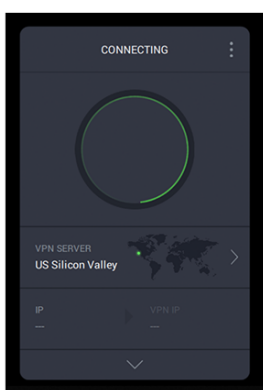 CONNECTING
VPN SERVER
US Silicon Valley
IP
VPN IP
---
---